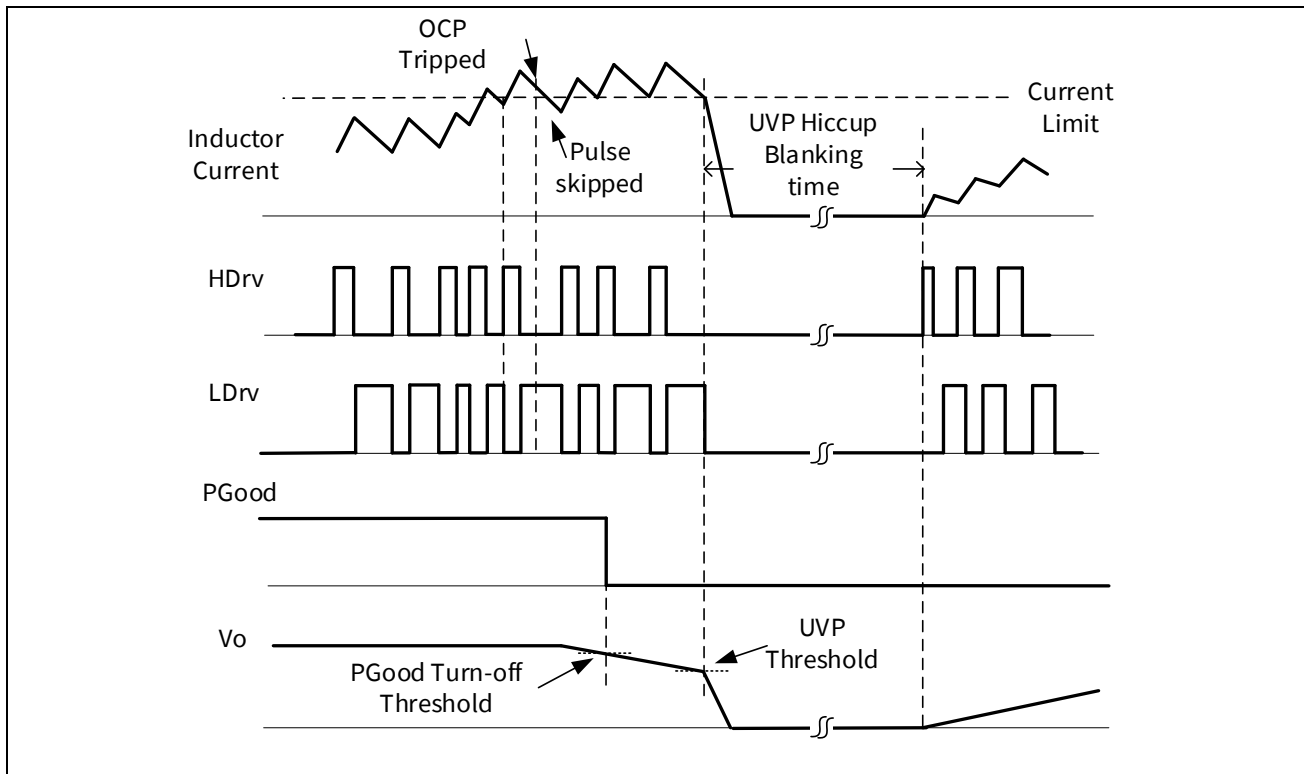 OCP
Tripped
Current
Limit
UVP Hiccup
Blanking
time
Inductor
Current
Pulse
skipped
HDrv
LDrv
PGood
Vo
UVP
Threshold
PGood Turn-off
Threshold